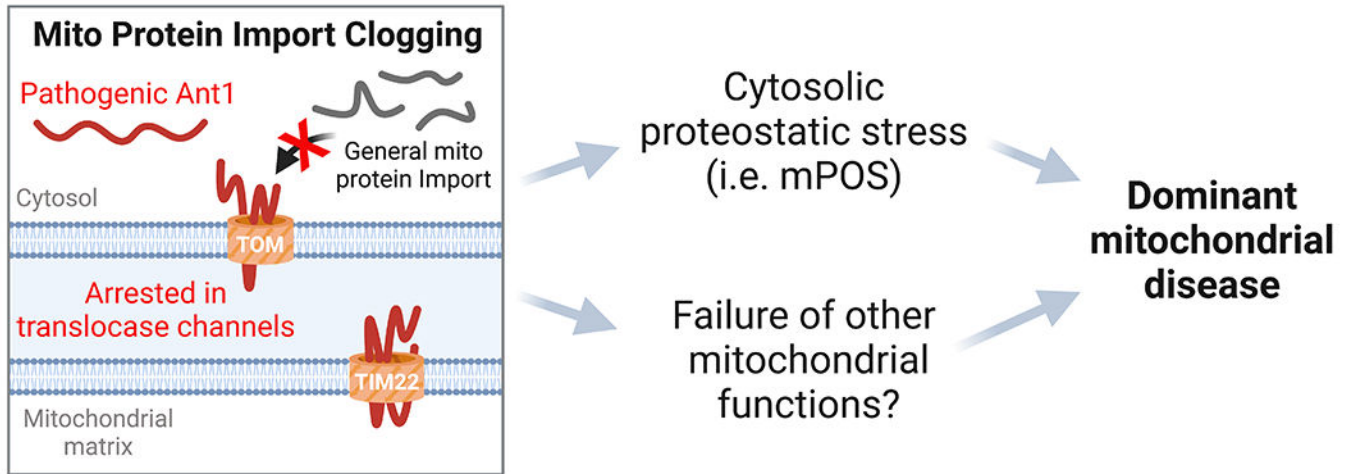 Mito Protein Import Clogging
Pathogenic Ant1
General mito
protein Import
Cytosol
TOM
Arrested in
translocase channels
TIM22
Mitochondrial
matrix
Cytosolic
proteostatic stress
(i.e. mPOS)
Failure of other
mitochondrial
functions?
Dominant
mitochondrial
disease